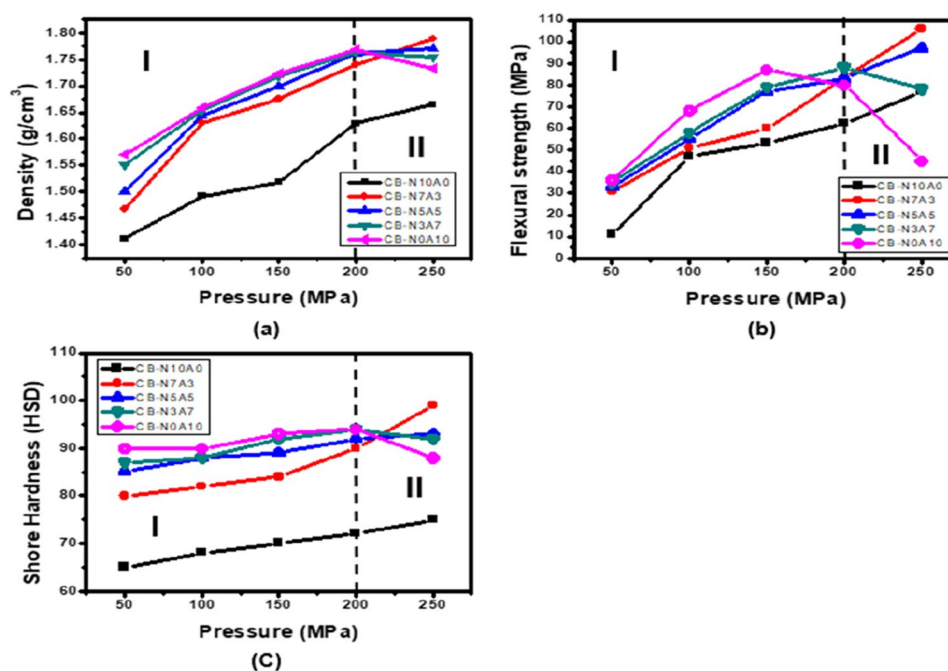 Density (g/cm³)
1.80
1.75
1.70
1.65
1.60
1.55
1.50
1.45
1.40
I
II
CB-N10A0
CB-N7A3
CB-N5A5
CB-N3A7
CB-N0A10
50 100 150 200 250
Pressure (MPa)
(a)
Flexural strength (MPa)
110
100
90
80
70
60
50
40
30
20
10
0
I
II
CB-N10A0
CB-N7A3
CB-N5A5
CB-N3A7
CB-N0A10
50 100 150 200 250
Pressure (MPa)
(b)
Shore Hardness (HSD)
110
100
90
80
70
60
CB-N10A0
CB-N7A3
CB-N5A5
CB-N3A7
CB-N0A10
I
II
50 100 150 200 250
Pressure (MPa)
(C)